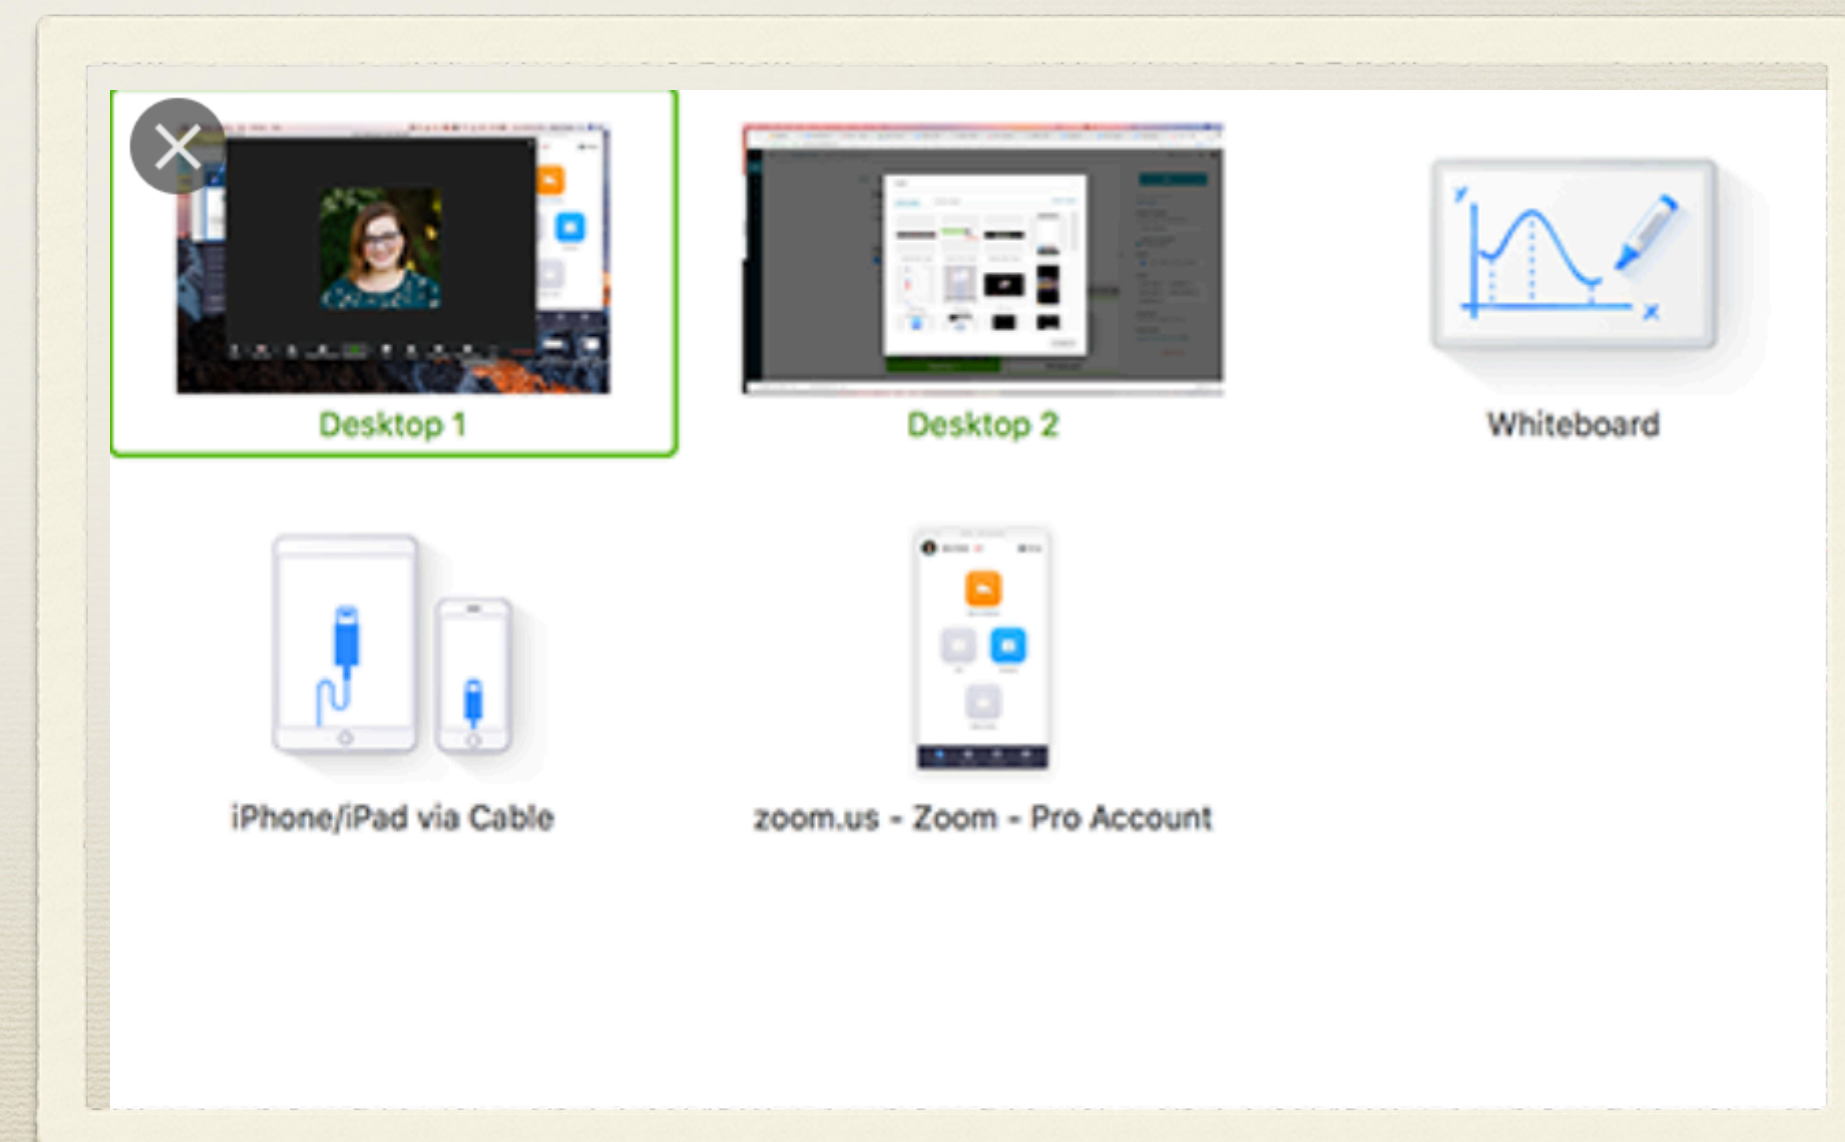 Desktop 1
Desktop 2
y
x
Whiteboard
iPhone/iPad via Cable
zoom.us - Zoom - Pro Account